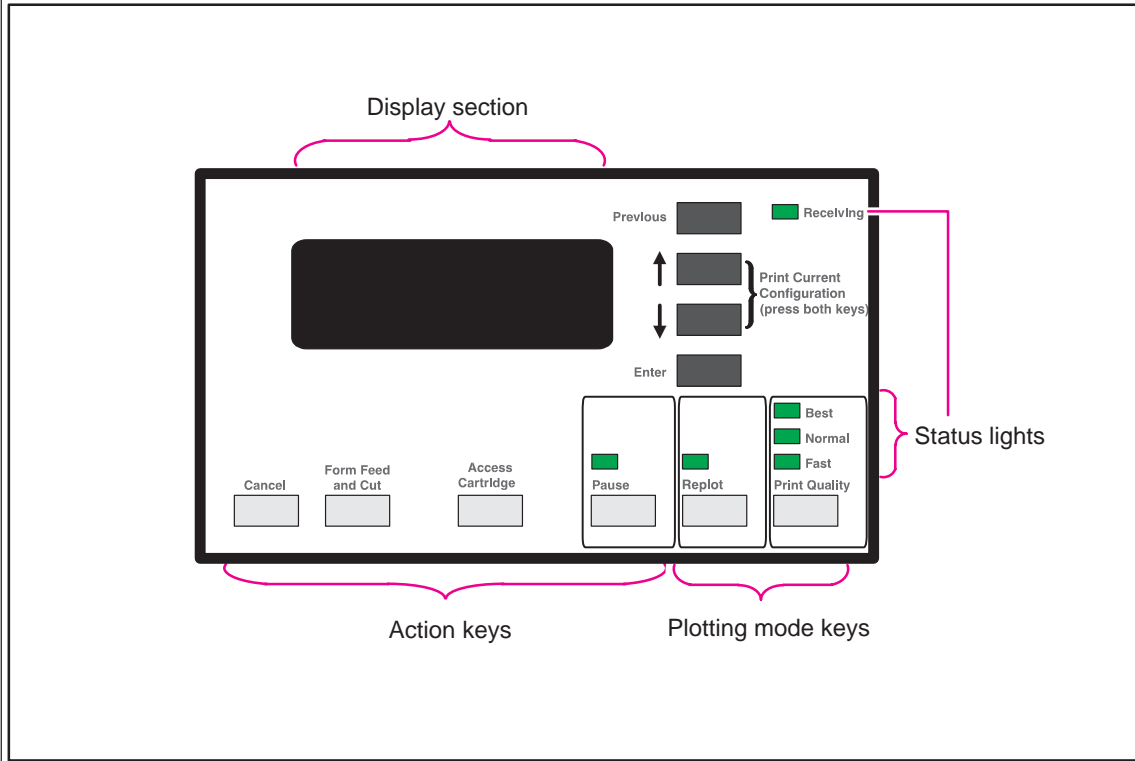 Display section
Previous
Receiving
Print Current
Configuration
(press both keys)
Enter
Best
Normal
Fast
Status lights
Cancel
Form Feed
and Cut
Access
Cartridge
Pause
Replot
Print Quality
Action keys
Plotting mode keys